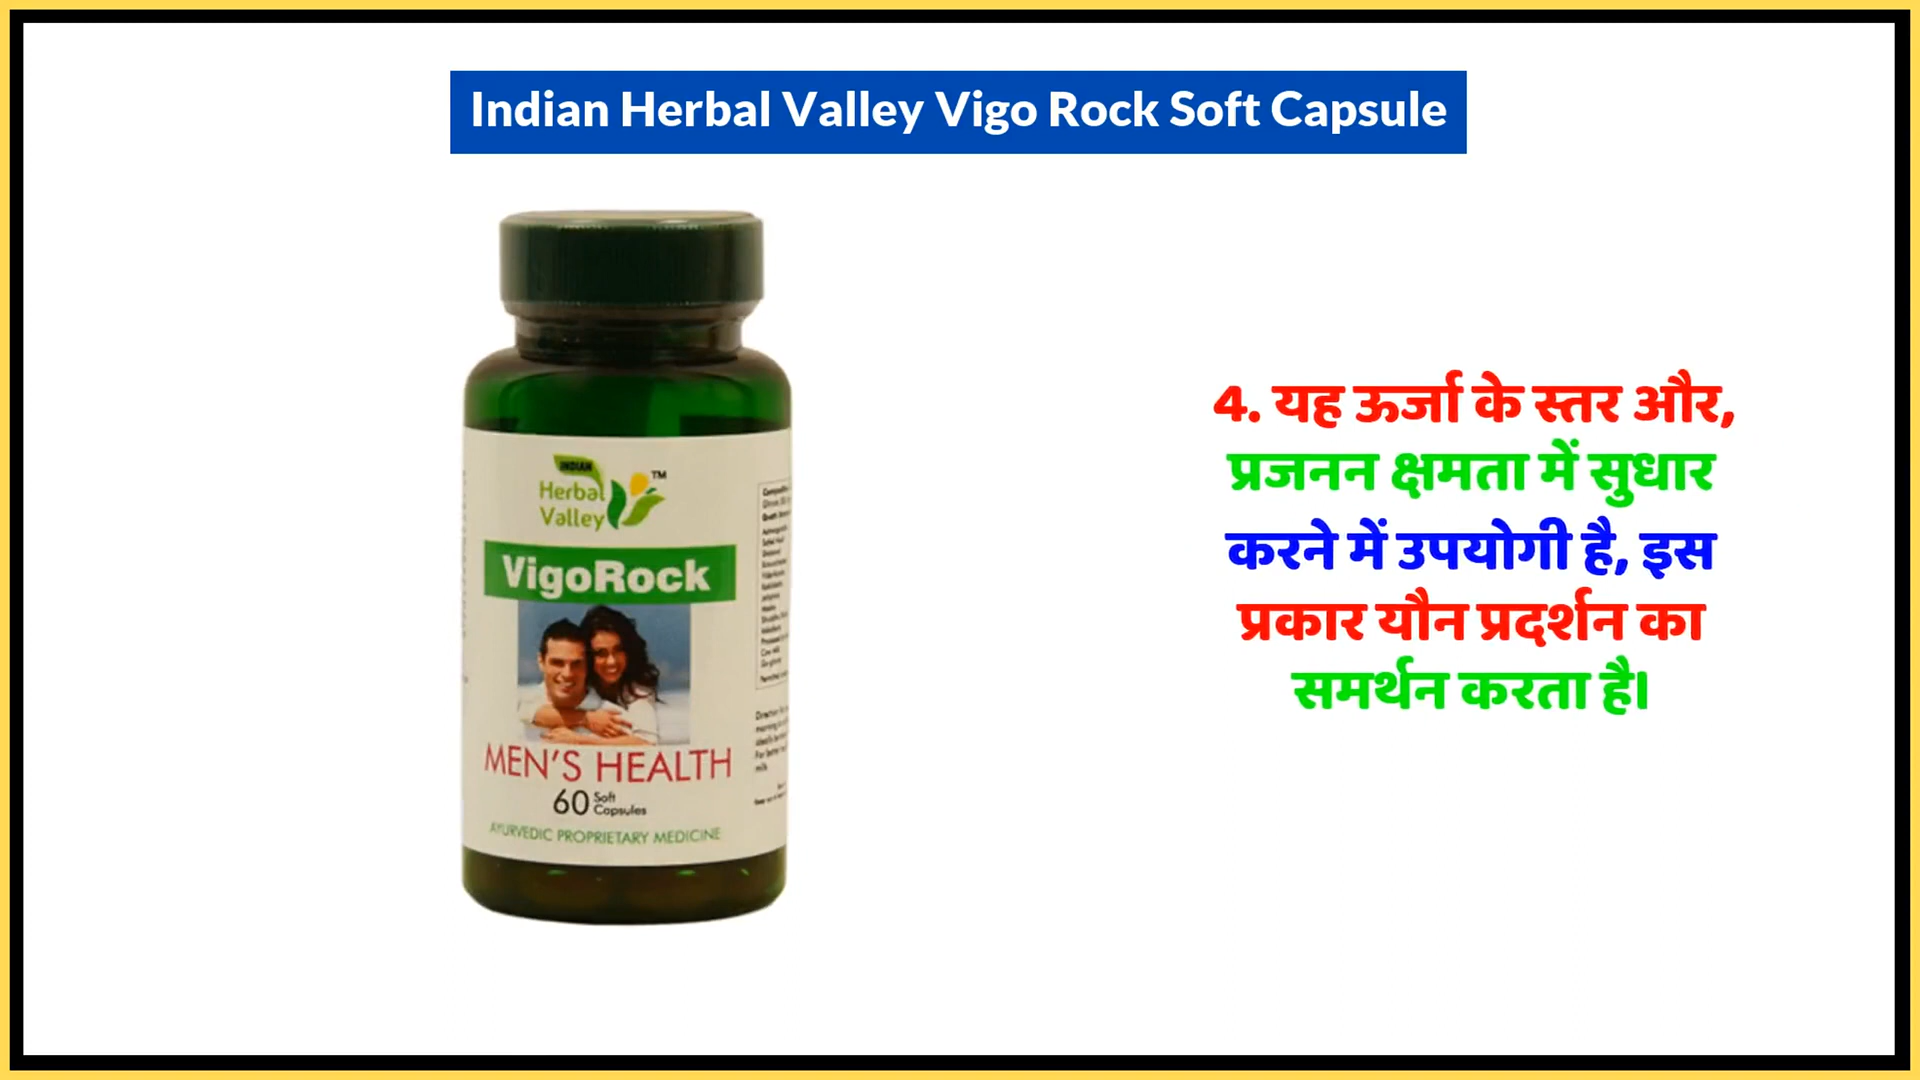 Indian Herbal Valley Vigo Rock Soft Capsule
INDIAN
Herbal
Valley
TM
VigoRock
MEN'S HEALTH
60 Soft Capsules
AYURVEDIC PROPRIETARY MEDICINE
4. यह ऊर्जा के स्तर और,
प्रजनन क्षमता में सुधार
करने में उपयोगी है, इस
प्रकार यौन प्रदर्शन का
समर्थन करता है।